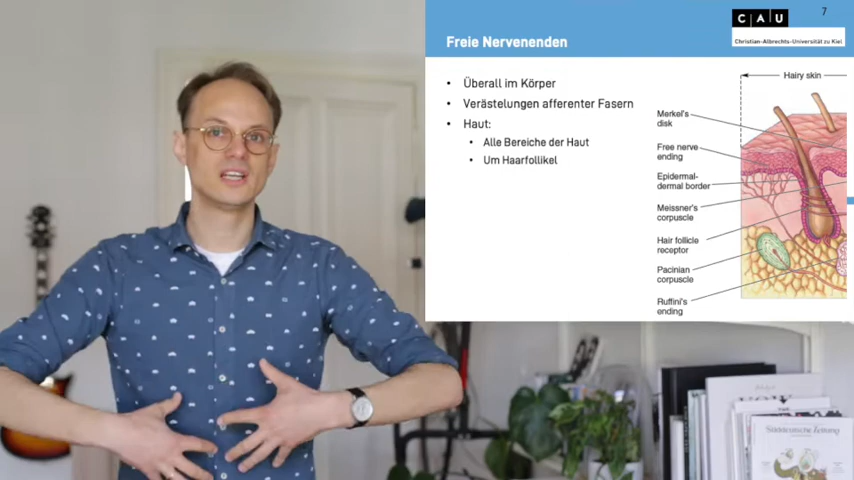 7
C A U
Christian-Albrechts-Universität zu Kiel
Freie Nervenenden
• Überall im Körper
• Verästelungen afferenter Fasern
• Haut:
• Alle Bereiche der Haut
• Um Haarfollikel
Hairy skin
Merkel's
disk
Free nerve
ending
Epidermal-
dermal border
Meissner's
corpuscle
Hair follicle
receptor
Pacinian
corpuscle
Ruffini's
ending
Süddeutsche Zeitung